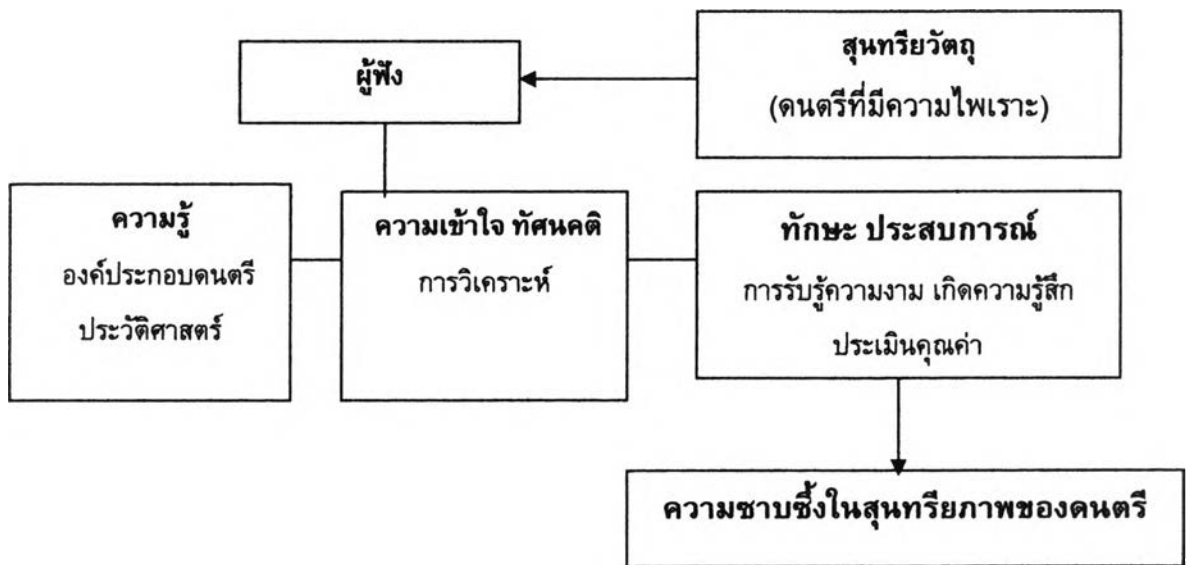 สุนทรียวัตถุ
(ดนตรีที่มีความไพเราะ)
ผู้ฟัง
ความรู้
องค์ประกอบดนตรี
ประวัติศาสตร์
ความเข้าใจ ทัศนคติ
การวิเคราะห์
ทักษะ ประสบการณ์
การรับรู้ความงาม เกิดความรู้สึก
ประเมินคุณค่า
ความซาบซึ้งในสุนทรียภาพของดนตรี